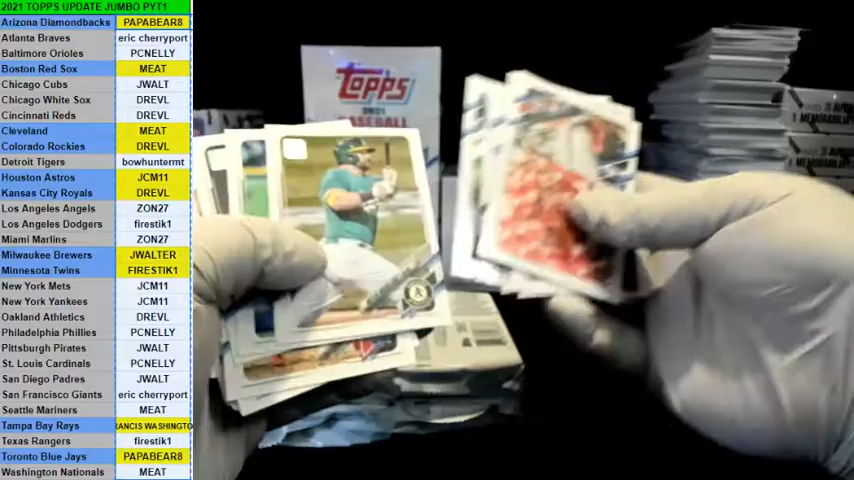 2021 TOPPS UPDATE JUMBO PYT1
Arizona Diamondbacks PAPABEAR8
Atlanta Braves eric cherryport
Baltimore Orioles PCNELLY
Boston Red Sox MEAT
Chicago Cubs JWALT
Chicago White Sox DREVL
Cincinnati Reds DREVL
Cleveland MEAT
Colorado Rockies DREVL
Detroit Tigers bowhunternt
Houston Astros JCM11
Kansas City Royals DREVL
Los Angeles Angels ZON27
Los Angeles Dodgers firestik1
Miami Marlins ZON27
Milwaukee Brewers JWALTER
Minnesota Twins FIRESTIK1
New York Mets JCM11
New York Yankees JCM11
Oakland Athletics DREVL
Philadelphia Phillies PCNELLY
Pittsburgh Pirates JWALT
St. Louis Cardinals PCNELLY
San Diego Padres JWALT
San Francisco Giants eric cherryport
Seattle Mariners MEAT
Tampa Bay Rays RANCIS WASHINGTO
Texas Rangers firestik1
Toronto Blue Jays PAPABEAR8
Washington Nationals MEAT
Topps
2021
BASEBALL